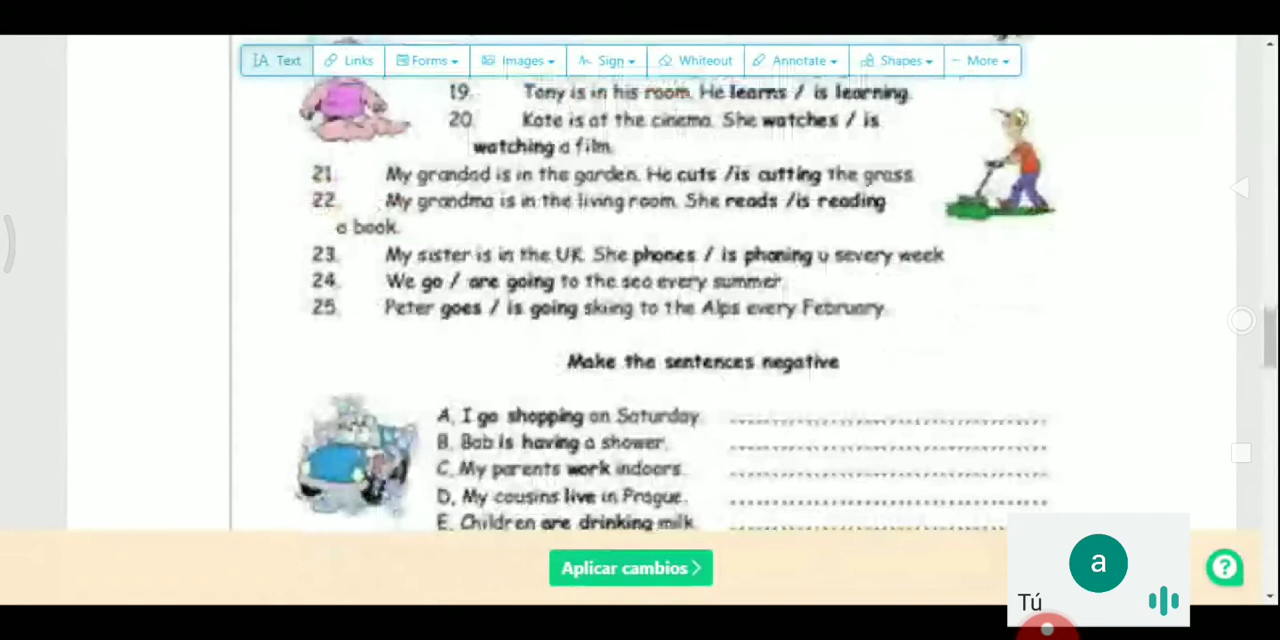 Text Links Forms Images Sign Whiteout Annotate Shapes More
19. Tony is in his room. He learns / is learning.
20. Kate is at the cinema. She watches / is
watching a film.
21. My grandad is in the garden. He cuts /is cutting the grass.
22. My grandma is in the living room. She reads /is reading
a book.
23. My sister is in the UK. She phones / is phoning u severy week
24. We go / are going to the sea every summer.
25. Peter goes / is going skiing to the Alps every February.
Make the sentences negative
A, I go shopping on Saturday.
B, Bob is having a shower.
C, My parents work indoors.
D, My cousins live in Prague.
E, Children are drinking milk.
Aplicar cambios
?
a
Tú